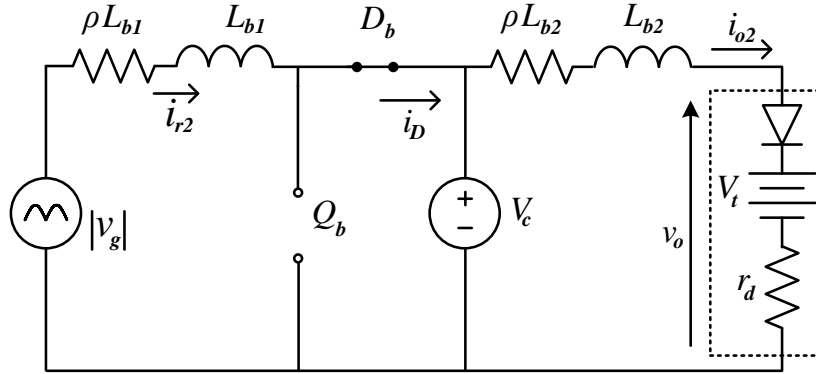 ρL_b1
L_b1
D_b
ρL_b2
L_b2
i_o2
i_r2
i_D
|v_g|
Q_b
+
−
V_c
v_o
V_t
r_d